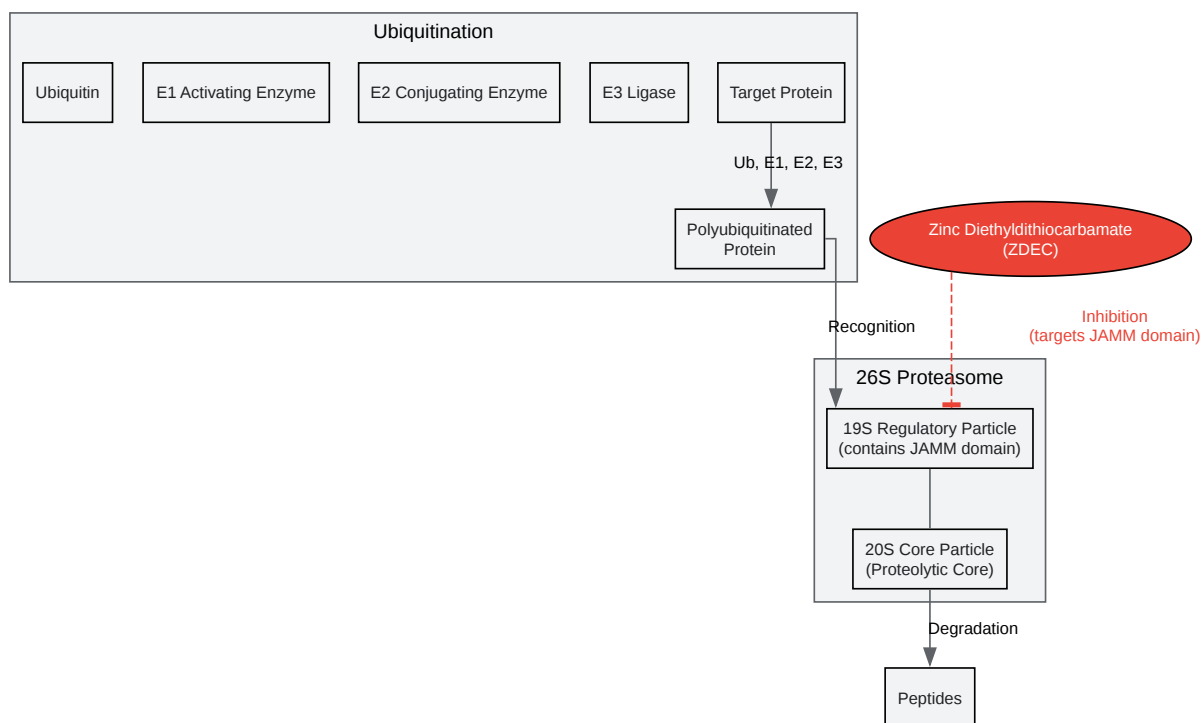 Ubiquitination
Ubiquitin
E1 Activating Enzyme
E2 Conjugating Enzyme
E3 Ligase
Target Protein
Ub, E1, E2, E3
Polyubiquitinated
Protein
Zinc Diethyldithiocarbamate
(ZDEC)
Recognition
Inhibition
(targets JAMM domain)
26S Proteasome
19S Regulatory Particle
(contains JAMM domain)
20S Core Particle
(Proteolytic Core)
Degradation
Peptides